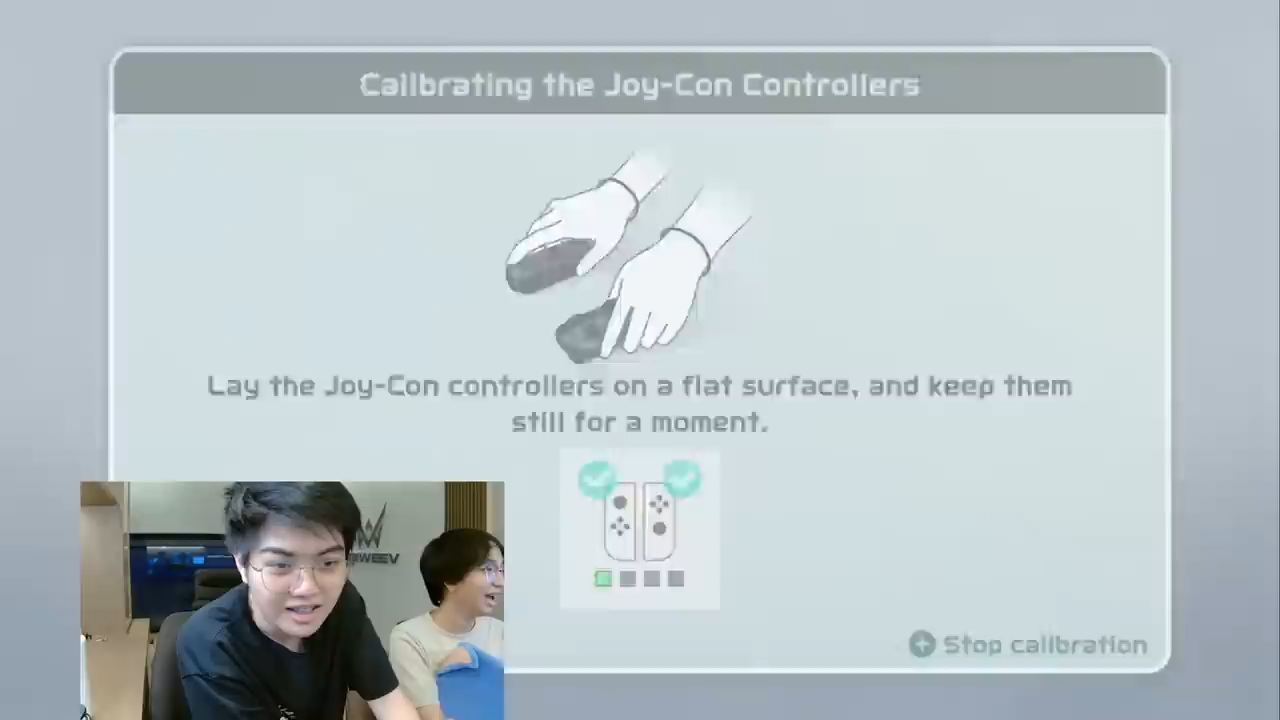 Calibrating the Joy-Con Controllers
Lay the Joy-Con controllers on a flat surface, and keep them
still for a moment.
Stop calibration